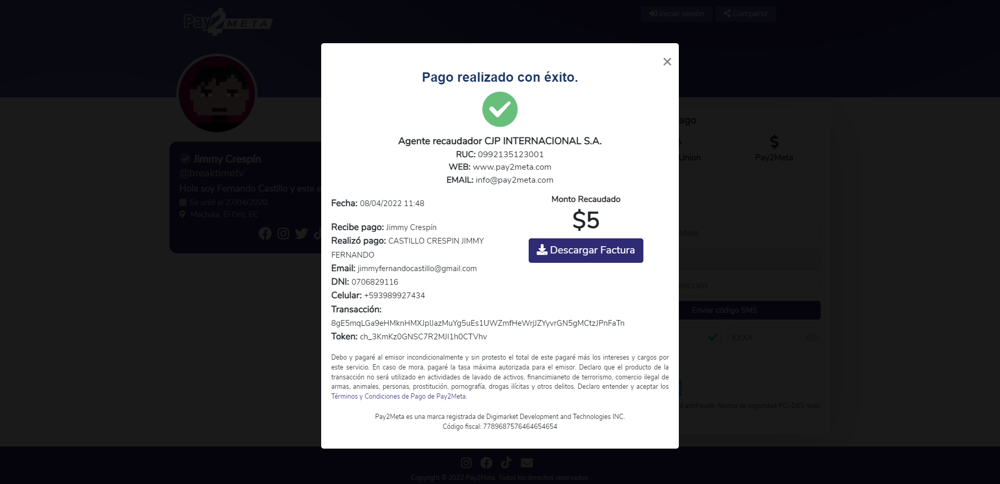 Pay2META
Iniciar sesión
Compartir
×
Pago realizado con éxito.
Agente recaudador CJP INTERNACIONAL S.A.
RUC: 0992135123001
WEB: www.pay2meta.com
EMAIL: info@pay2meta.com
Fecha: 08/04/2022 11:48
Monto Recaudado
$5
Descargar Factura
Recibe pago: Jimmy Crespín
Realizó pago: CASTILLO CRESPIN JIMMY
FERNANDO
Email: jimmyfernandocastillo@gmail.com
DNI: 0706829116
Celular: +593989927434
Transacción:
8gE5mqLGa9eHMknHMXJpIJazMuYg5uEs1UWZmfHeWrjJZYyvrGN5gMCtzJPnFaTn
Token: ch_3KmKz0GNSC7R2MJI1h0CTVhv
Debo y pagaré al emisor incondicionalmente y sin protesto el total de este pagaré más los intereses y cargos por
este servicio. En caso de mora, pagaré la tasa máxima autorizada para el emisor. Declaro que el producto de la
transacción no será utilizado en actividades de lavado de activos, financimianeto de terrorismo, comercio ilegal de
armas, animales, personas, prostitución, pornografía, drogas ilícitas y otros delitos. Declaro entender y aceptar los
Términos y Condiciones de Pago de Pay2Meta.
Pay2Meta es una marca registrada de Digimarket Development and Technologies INC.
Código fiscal: 7789687576464654654
Jimmy Crespín
@breaktimetv
Hola soy Fernando Castillo y este e
Se unió el 27/04/2020
Machala, El Oro, EC
ago
$
Union
Pay2Meta
édula
rección
Enviar código SMS
XXXX
d antifraude. Norma de seguridad PCI-DSS nivel
Copyright © 2022 Pay2Meta. Todos los derechos reservados.